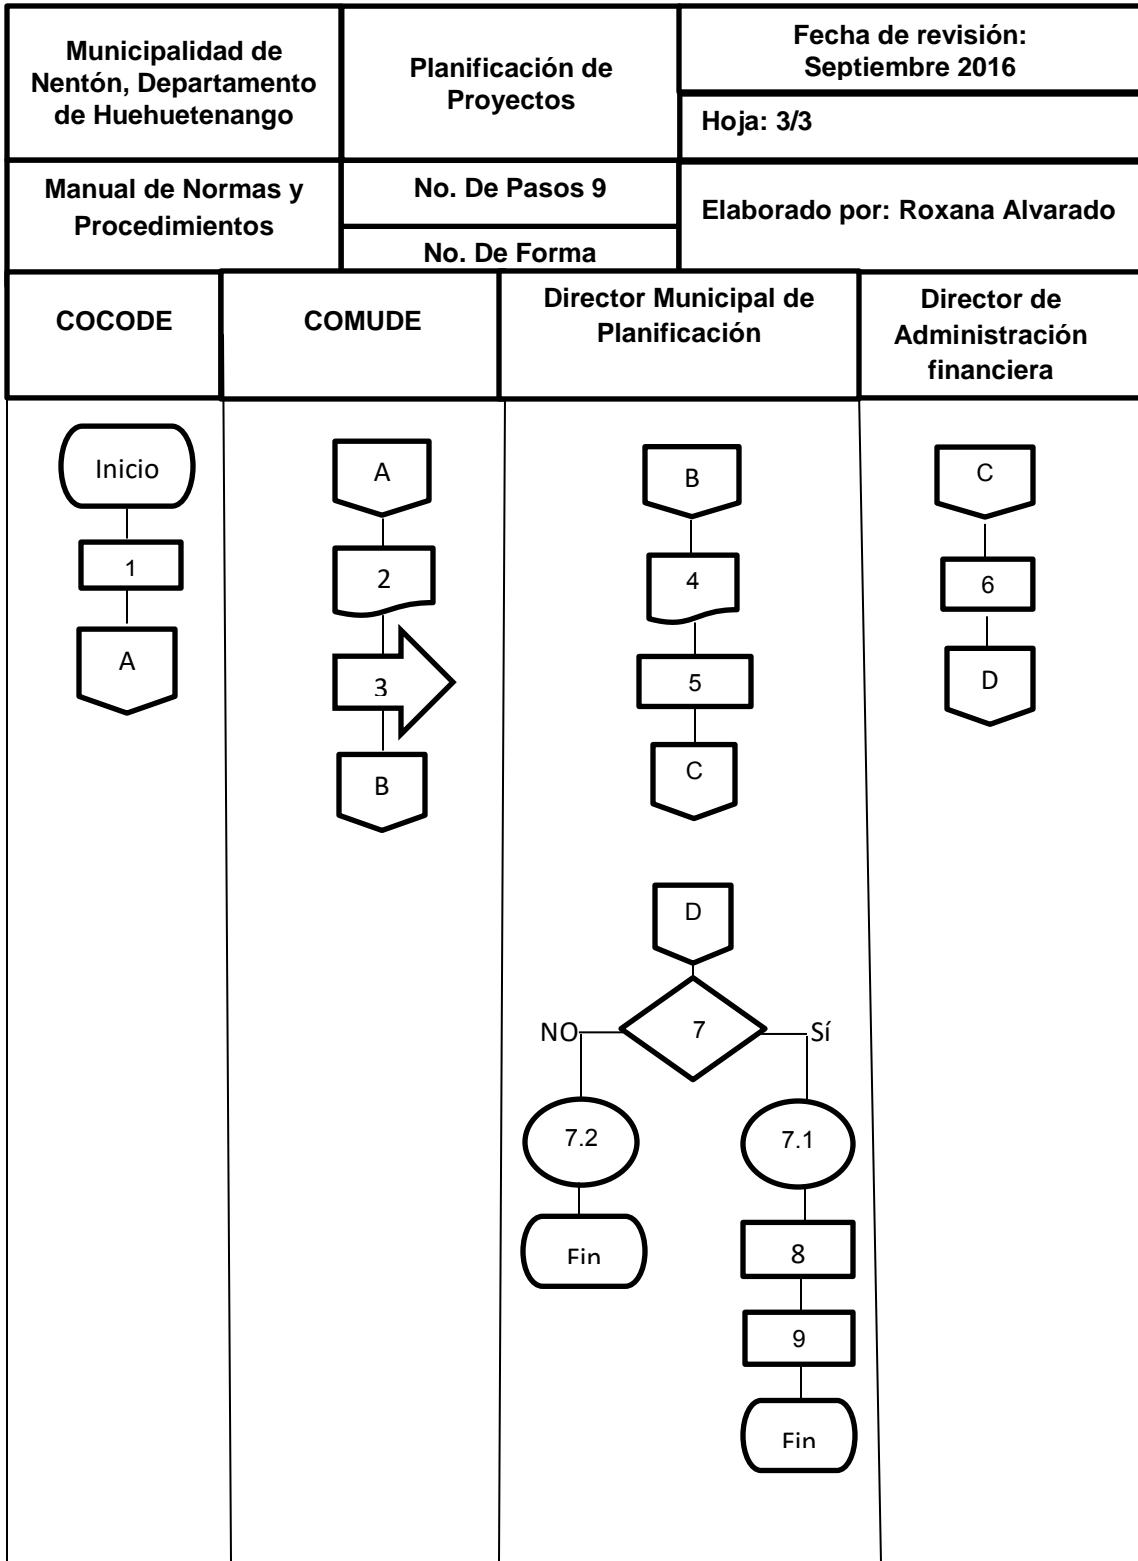 Municipalidad de
Nentón, Departamento
de Huehuetenango
Planificación de
Proyectos
Fecha de revisión:
Septiembre 2016
Hoja: 3/3
Manual de Normas y
Procedimientos
No. De Pasos 9
No. De Forma
Elaborado por: Roxana Alvarado
COCODE
COMUDE
Director Municipal de
Planificación
Director de
Administración
financiera
Inicio
1
A
A
2
3
B
B
4
5
C
D
7
NO
Sí
7.2
Fin
7.1
8
9
Fin
C
6
D